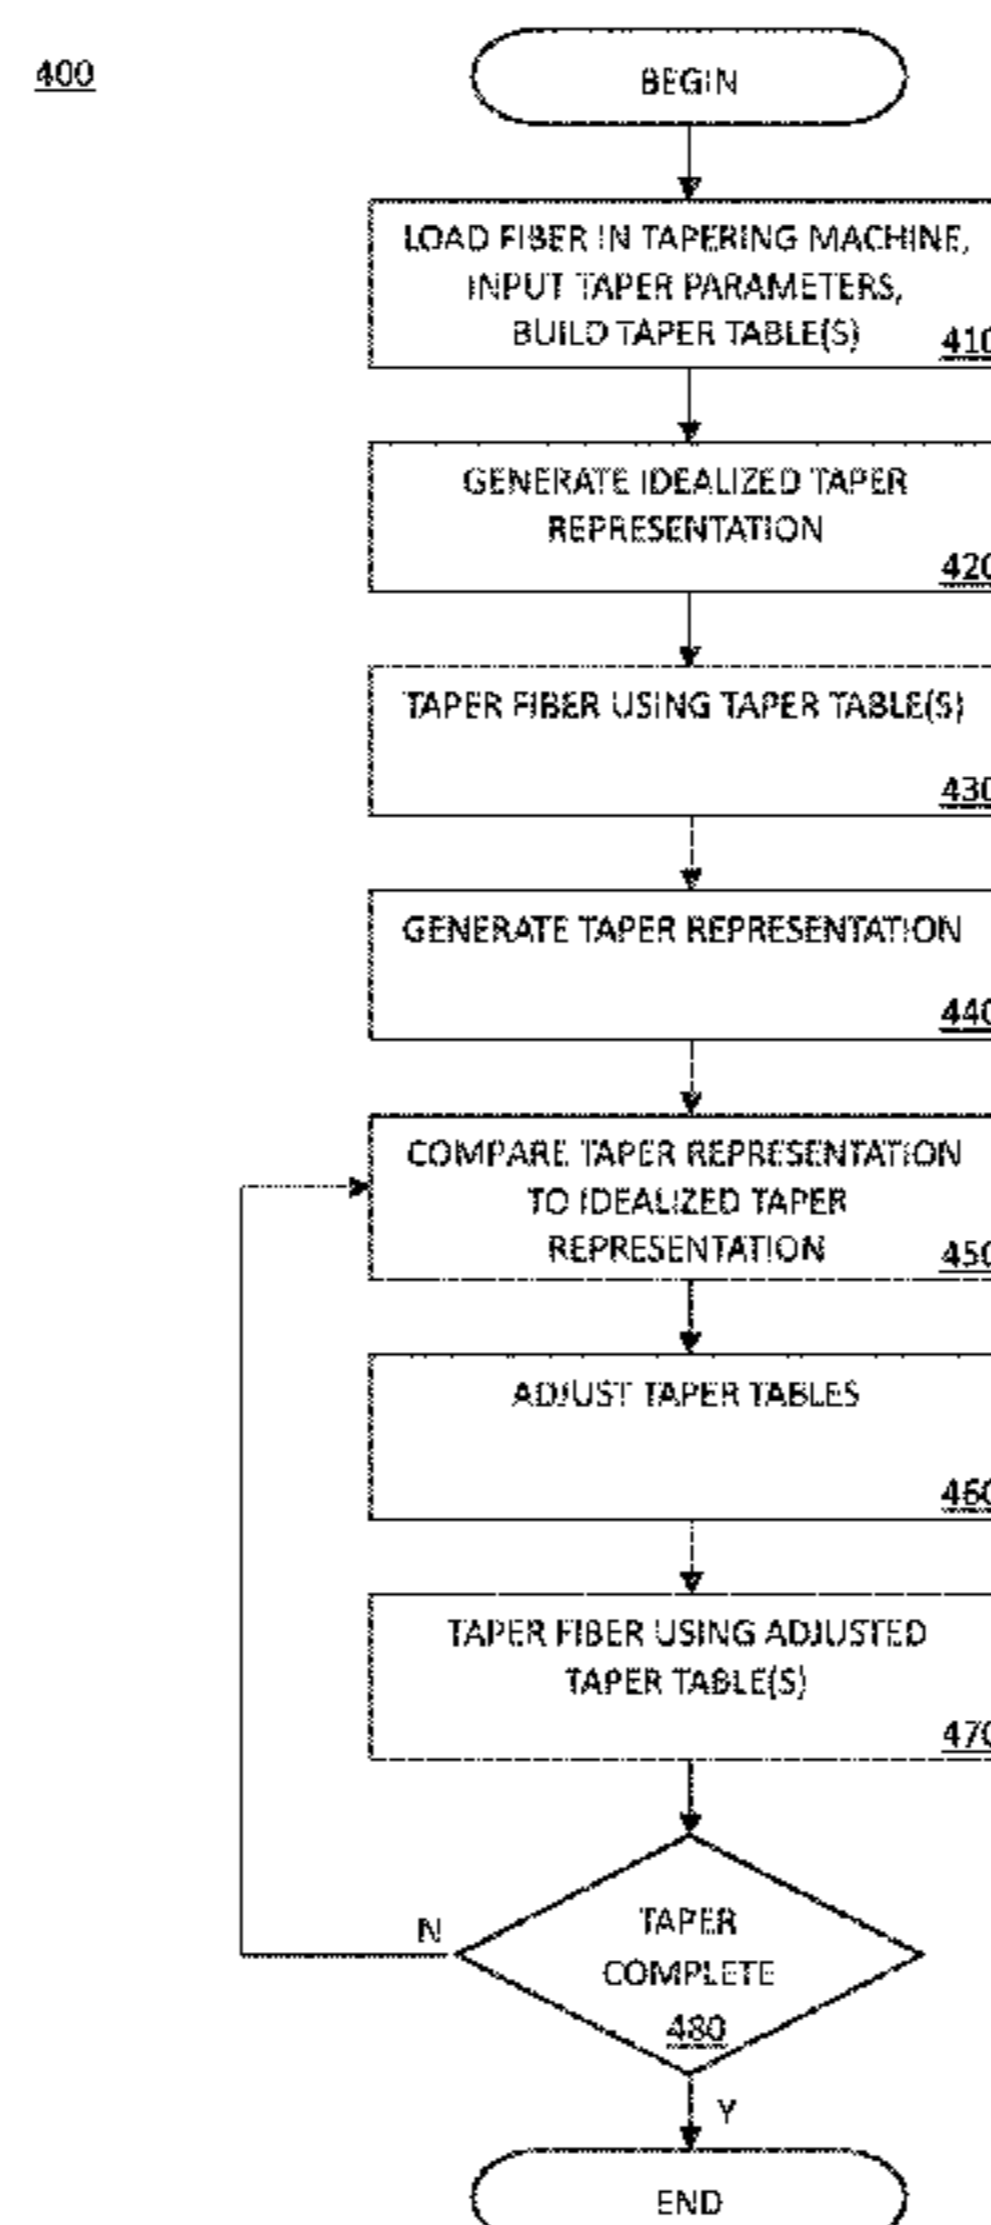 400
BEGIN
LOAD FIBER IN TAPERING MACHINE,
INPUT TAPER PARAMETERS,
BUILD TAPER TABLE(S)
410
GENERATE IDEALIZED TAPER
REPRESENTATION
420
TAPER FIBER USING TAPER TABLE(S)
430
GENERATE TAPER REPRESENTATION
440
COMPARE TAPER REPRESENTATION
TO IDEALIZED TAPER
REPRESENTATION
450
ADJUST TAPER TABLES
460
TAPER FIBER USING ADJUSTED
TAPER TABLE(S)
470
N
TAPER
COMPLETE
480
Y
END